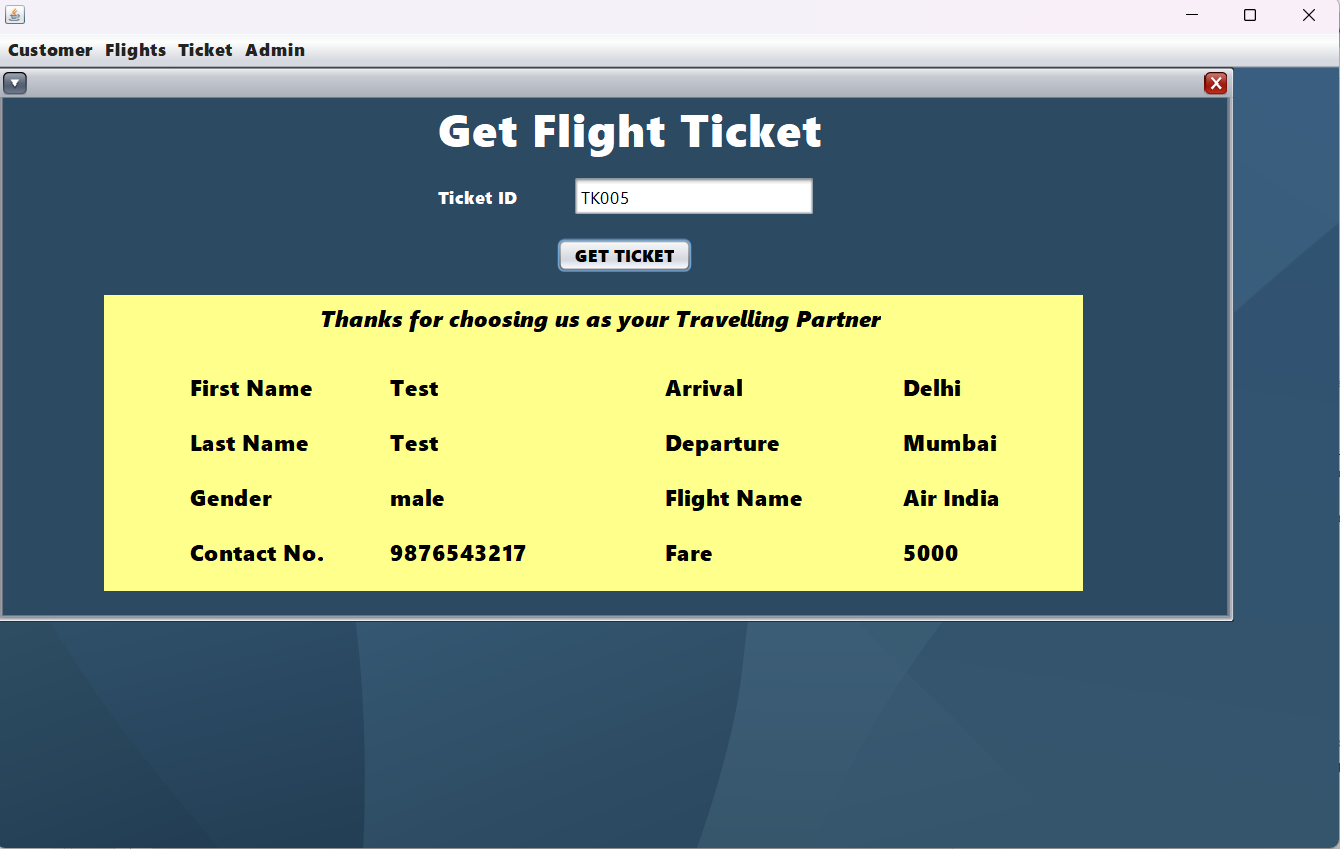 Customer Flights Ticket Admin
Get Flight Ticket
Ticket ID TK005
GET TICKET
Thanks for choosing us as your Travelling Partner
First Name Test Arrival Delhi
Last Name Test Departure Mumbai
Gender male Flight Name Air India
Contact No. 9876543217 Fare 5000